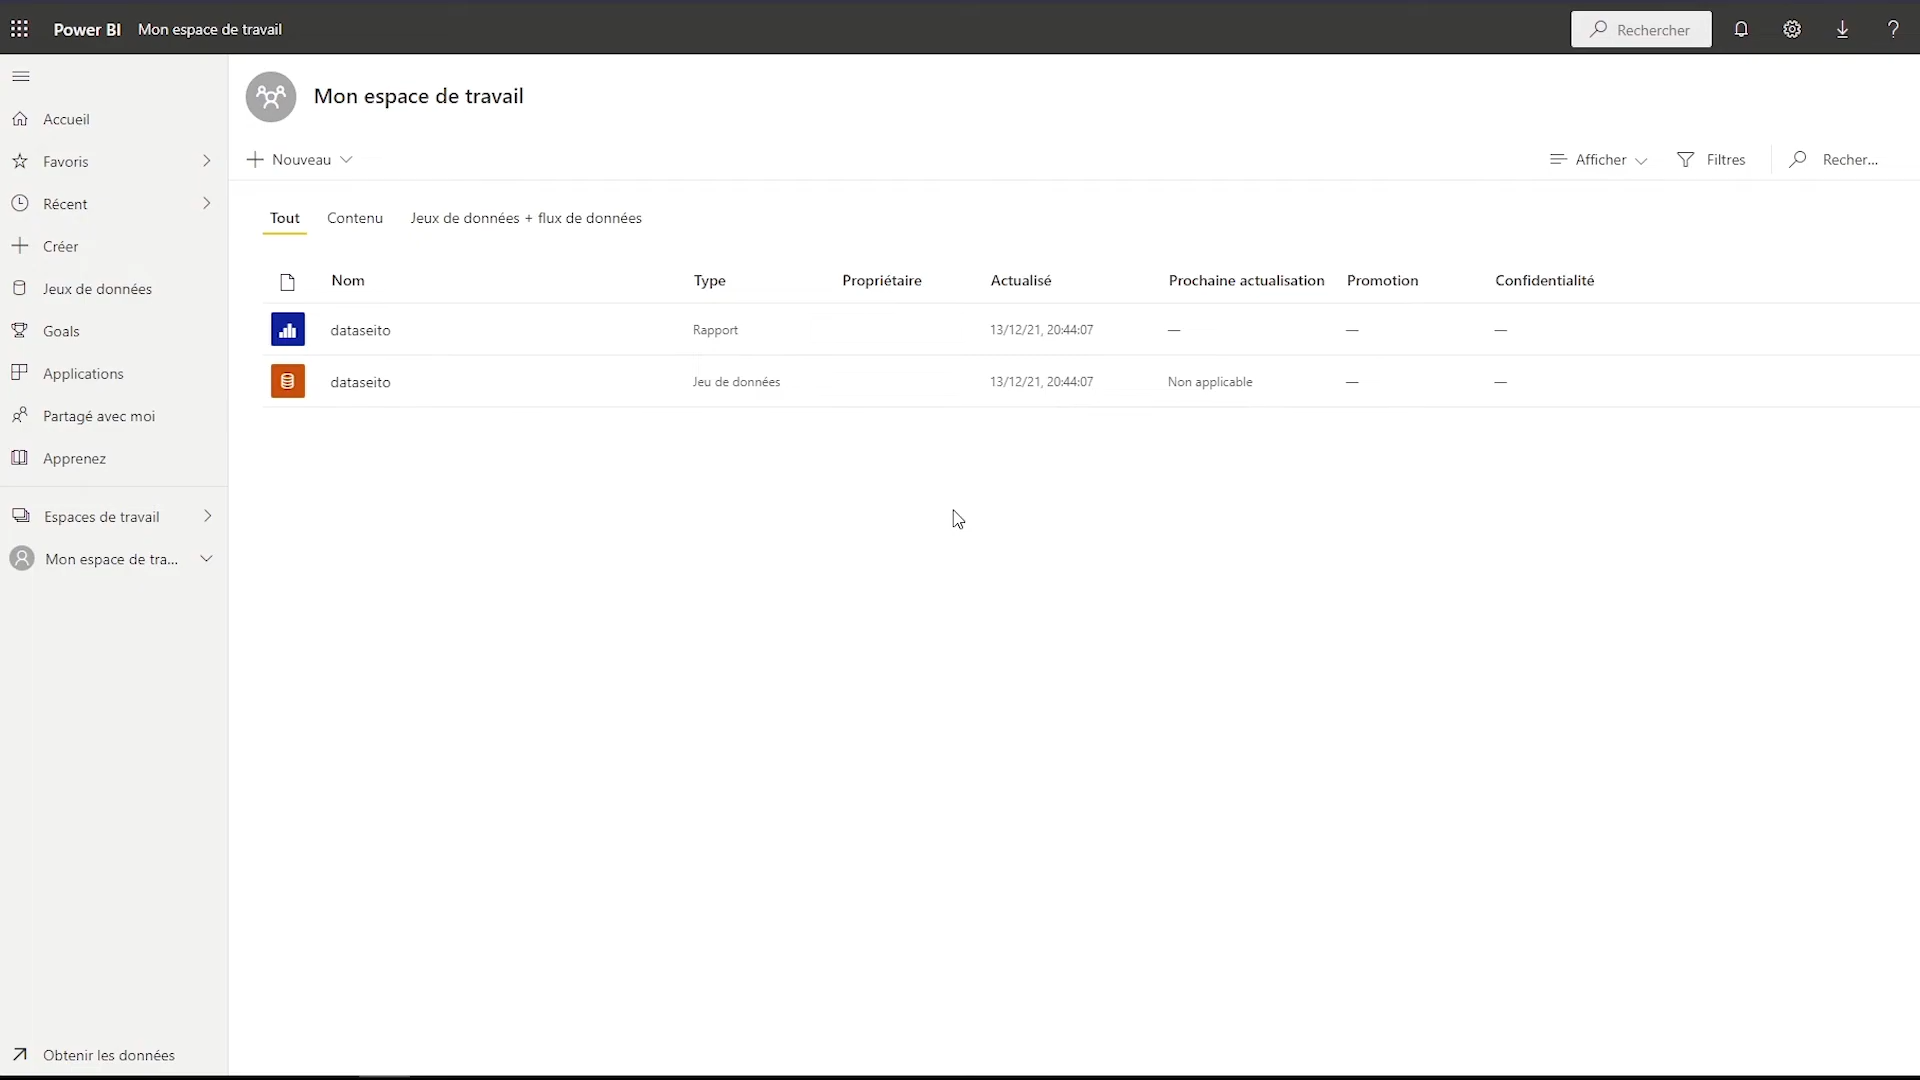 Power BI Mon espace de travail Rechercher ?
Mon espace de travail
Accueil
Favoris
Récent
Créer
Jeux de données
Goals
Applications
Partagé avec moi
Apprenez
Espaces de travail
Mon espace de tra...
Obtenir les données
Nouveau Afficher Filtres Recher...
Tout Contenu Jeux de données + flux de données
Nom Type Propriétaire Actualisé Prochaine actualisation Promotion Confidentialité
dataseito Rapport 13/12/21, 20:44:07 — — —
dataseito Jeu de données 13/12/21, 20:44:07 Non applicable — —